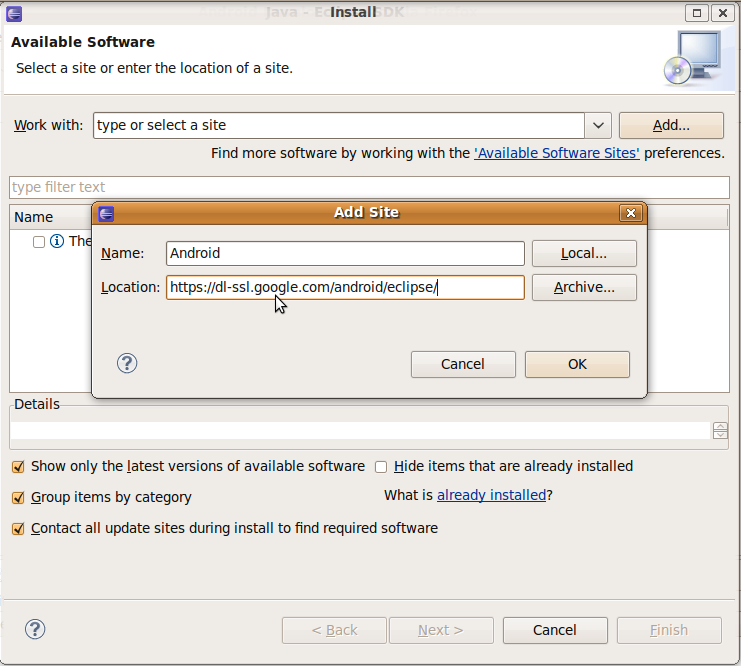 Install
Available Software
Select a site or enter the location of a site.
Work with: type or select a site Add...
Find more software by working with the 'Available Software Sites' preferences.
type filter text
Name
The
Add Site
Name: Android Local...
Location: https://dl-ssl.google.com/android/eclipse/ Archive...
Cancel OK
Details
Show only the latest versions of available software Hide items that are already installed
Group items by category What is already installed?
Contact all update sites during install to find required software
< Back Next > Cancel Finish